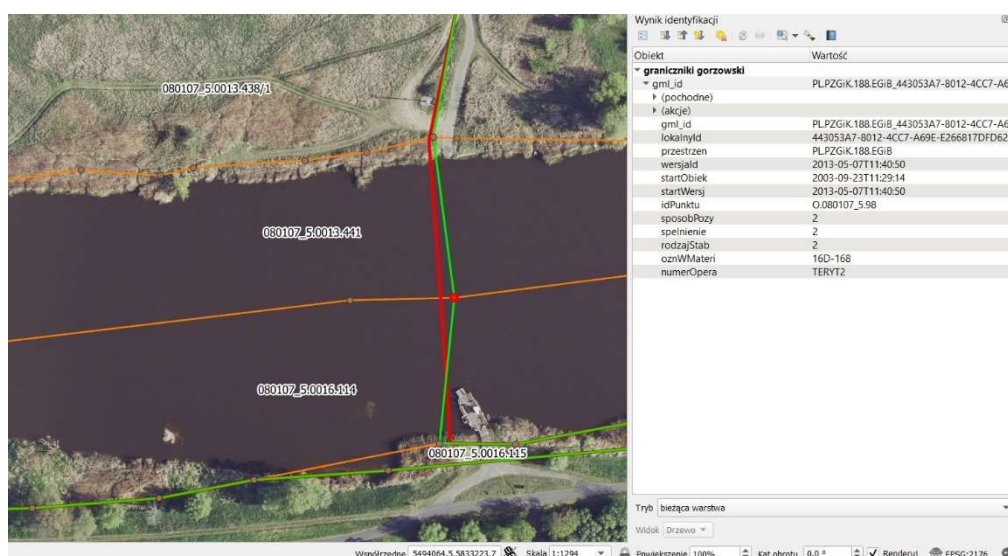 Wynik identyfikacji
Obiekt Wartość
graniczniki gorzowski
gml_id PL.PZGiK.188.EGiB_443053A7-8012-4CC7-A6
(pochodne)
(akcje)
gml_id PL.PZGiK.188.EGiB_443053A7-8012-4CC7-A6
lokalnyId 443053A7-8012-4CC7-A69E-E266817DFD62
przestrzen PL.PZGiK.188.EGiB
wersjaId 2013-05-07T11:40:50
startObiek 2003-09-23T11:29:14
startWersj 2013-05-07T11:40:50
idPunktu O.080107_5.98
sposobPozy 2
spelnienie 2
rodzajStab 2
oznWMateri 16D-168
numerOpera TERYT2
080107_5.0013.438/1
080107_5.0013.441
080107_5.0016.114
080107_5.0016.115
Tryb bieżąca warstwa
Widok Drzewo
Współrzędne 5494064.5,5833223.7 Skala 1:1294 Powiększenie 100% Kąt obrotu 0,0 ° Renderuj EPSG:2176